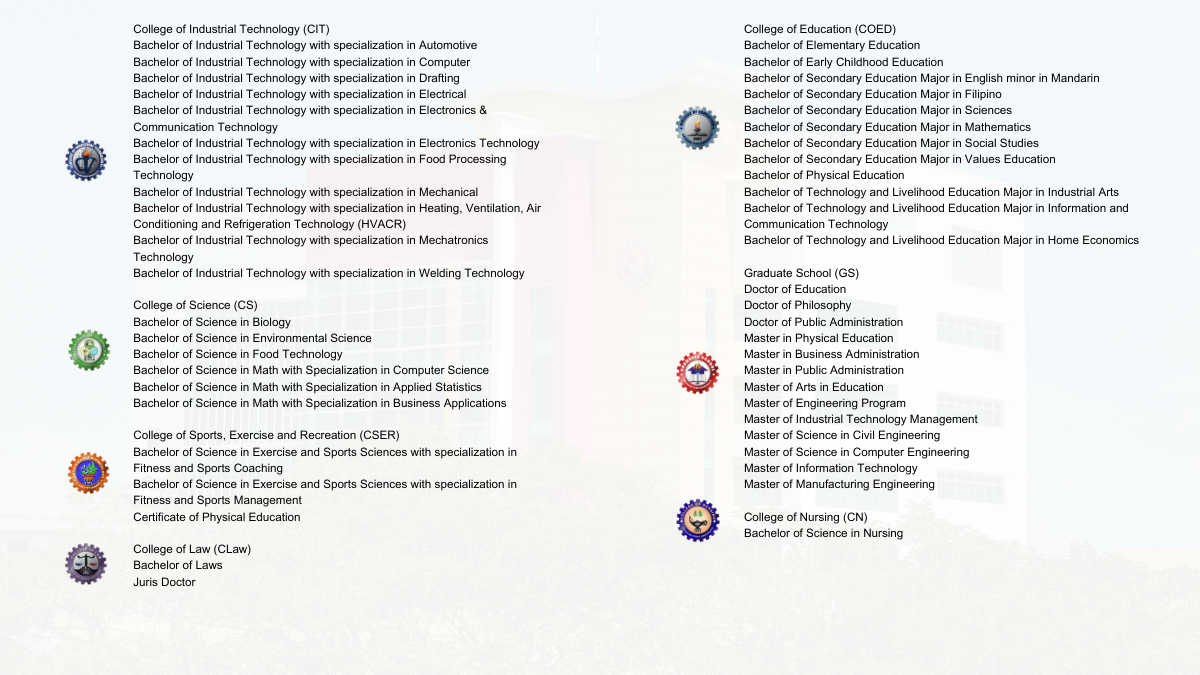 College of Industrial Technology (CIT)
Bachelor of Industrial Technology with specialization in Automotive
Bachelor of Industrial Technology with specialization in Computer
Bachelor of Industrial Technology with specialization in Drafting
Bachelor of Industrial Technology with specialization in Electrical
Bachelor of Industrial Technology with specialization in Electronics &
Communication Technology
Bachelor of Industrial Technology with specialization in Electronics Technology
Bachelor of Industrial Technology with specialization in Food Processing
Technology
Bachelor of Industrial Technology with specialization in Mechanical
Bachelor of Industrial Technology with specialization in Heating, Ventilation, Air
Conditioning and Refrigeration Technology (HVACR)
Bachelor of Industrial Technology with specialization in Mechatronics
Technology
Bachelor of Industrial Technology with specialization in Welding Technology
College of Science (CS)
Bachelor of Science in Biology
Bachelor of Science in Environmental Science
Bachelor of Science in Food Technology
Bachelor of Science in Math with Specialization in Computer Science
Bachelor of Science in Math with Specialization in Applied Statistics
Bachelor of Science in Math with Specialization in Business Applications
College of Sports, Exercise and Recreation (CSER)
Bachelor of Science in Exercise and Sports Sciences with specialization in
Fitness and Sports Coaching
Bachelor of Science in Exercise and Sports Sciences with specialization in
Fitness and Sports Management
Certificate of Physical Education
College of Law (CLaw)
Bachelor of Laws
Juris Doctor
College of Education (COED)
Bachelor of Elementary Education
Bachelor of Early Childhood Education
Bachelor of Secondary Education Major in English minor in Mandarin
Bachelor of Secondary Education Major in Filipino
Bachelor of Secondary Education Major in Sciences
Bachelor of Secondary Education Major in Mathematics
Bachelor of Secondary Education Major in Social Studies
Bachelor of Secondary Education Major in Values Education
Bachelor of Physical Education
Bachelor of Technology and Livelihood Education Major in Industrial Arts
Bachelor of Technology and Livelihood Education Major in Information and
Communication Technology
Bachelor of Technology and Livelihood Education Major in Home Economics
Graduate School (GS)
Doctor of Education
Doctor of Philosophy
Doctor of Public Administration
Master in Physical Education
Master in Business Administration
Master in Public Administration
Master of Arts in Education
Master of Engineering Program
Master of Industrial Technology Management
Master of Science in Civil Engineering
Master of Science in Computer Engineering
Master of Information Technology
Master of Manufacturing Engineering
College of Nursing (CN)
Bachelor of Science in Nursing